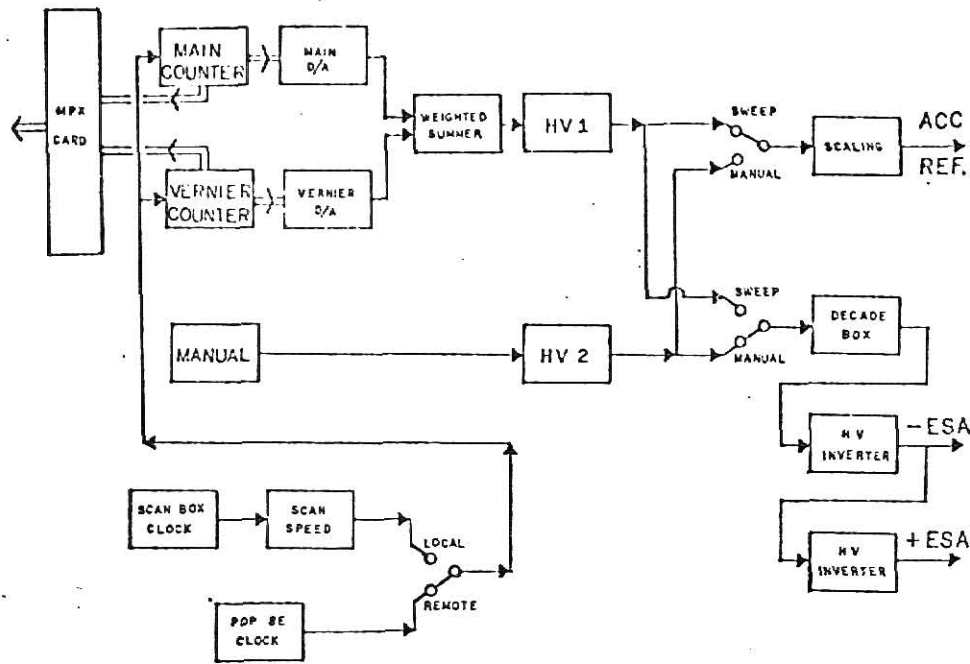 MPX
CARD
MAIN
COUNTER
MAIN
D/A
VERNIER
COUNTER
VERNIER
D/A
WEIGHTED
SUMMER
HV 1
SWEEP
MANUAL
SCALING
ACC
REF.
MANUAL
HV 2
SWEEP
MANUAL
DECADE
BOX
HV
INVERTER
-ESA
HV
INVERTER
+ESA
SCAN BOX
CLOCK
SCAN
SPEED
LOCAL
REMOTE
PDP 8E
CLOCK